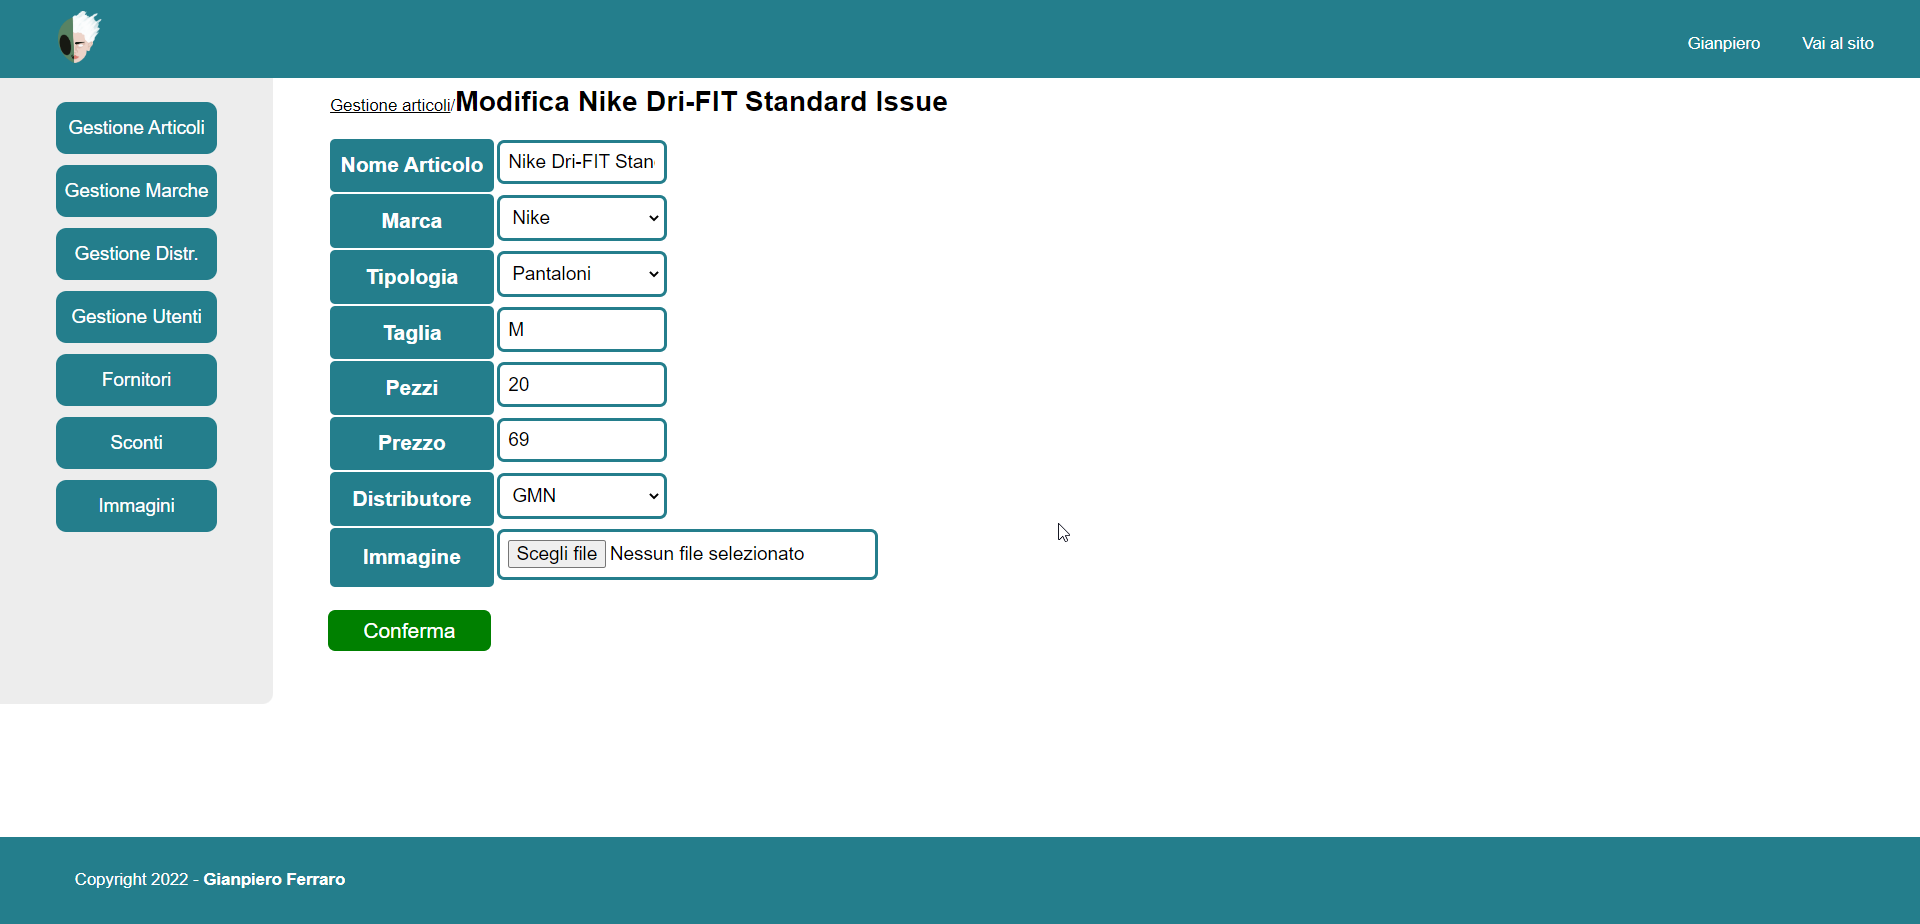 Gianpiero Vai al sito
Gestione Articoli
Gestione Marche
Gestione Distr.
Gestione Utenti
Fornitori
Sconti
Immagini
Gestione articoli/Modifica Nike Dri-FIT Standard Issue
Nome Articolo Nike Dri-FIT Stan
Marca Nike
Tipologia Pantaloni
Taglia M
Pezzi 20
Prezzo 69
Distributore GMN
Immagine Scegli file Nessun file selezionato
Conferma
Copyright 2022 - Gianpiero Ferraro